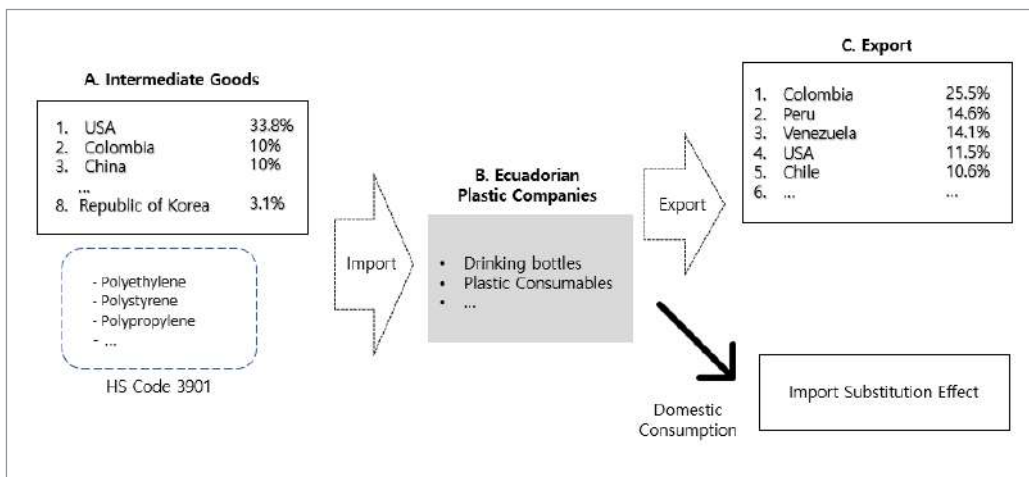 A. Intermediate Goods
1. USA 33.8%
2. Colombia 10%
3. China 10%
...
8. Republic of Korea 3.1%
- Polyethylene
- Polystyrene
- Polypropylene
- ...
HS Code 3901
Import
B. Ecuadorian
Plastic Companies
• Drinking bottles
• Plastic Consumables
• ...
Export
C. Export
1. Colombia 25.5%
2. Peru 14.6%
3. Venezuela 14.1%
4. USA 11.5%
5. Chile 10.6%
6. ... ...
Domestic
Consumption
Import Substitution Effect